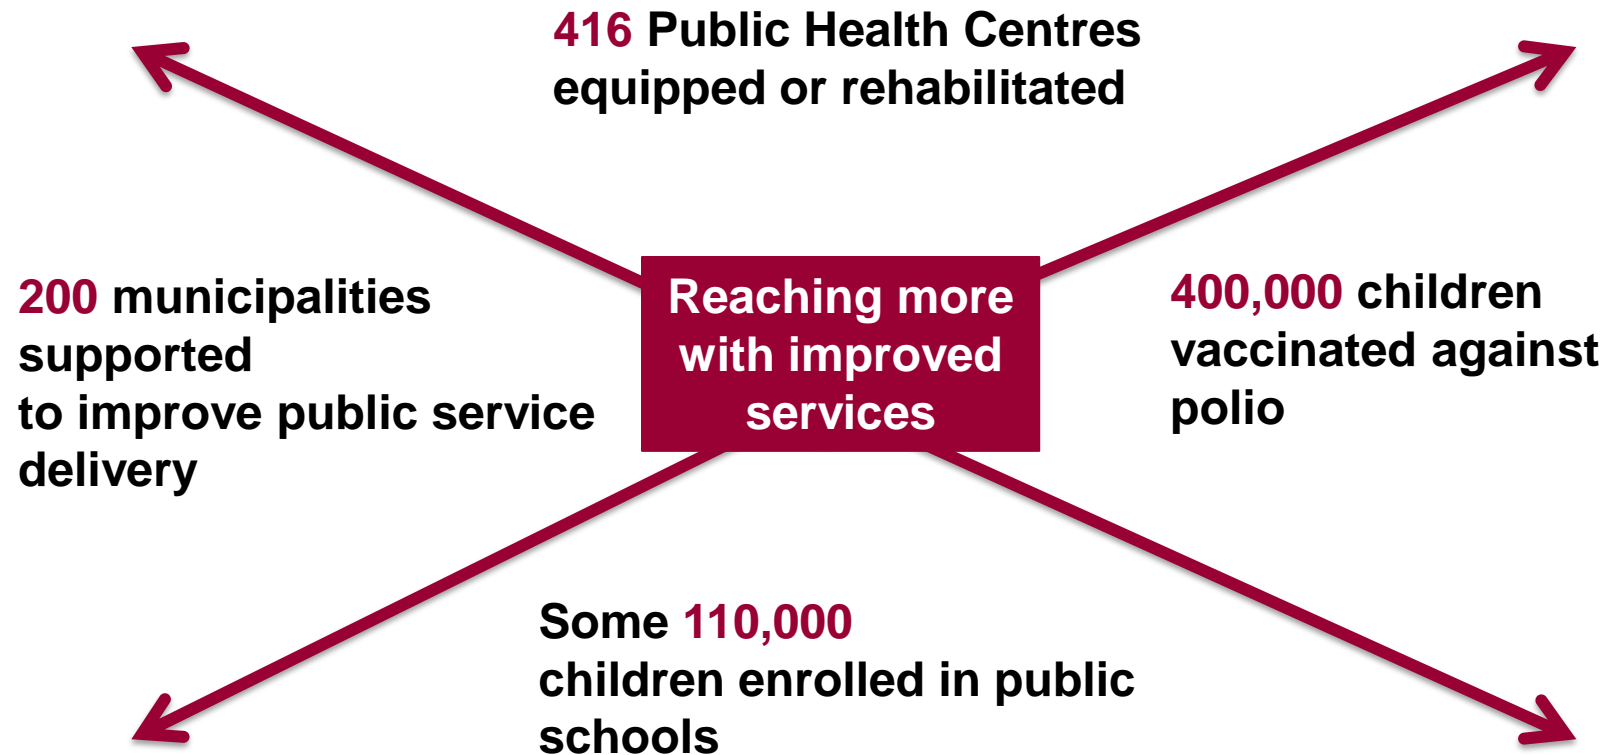 416 Public Health Centres
equipped or rehabilitated
200 municipalities
supported
to improve public service
delivery
Reaching more
with improved
services
400,000 children
vaccinated against
polio
Some 110,000
children enrolled in public
schools